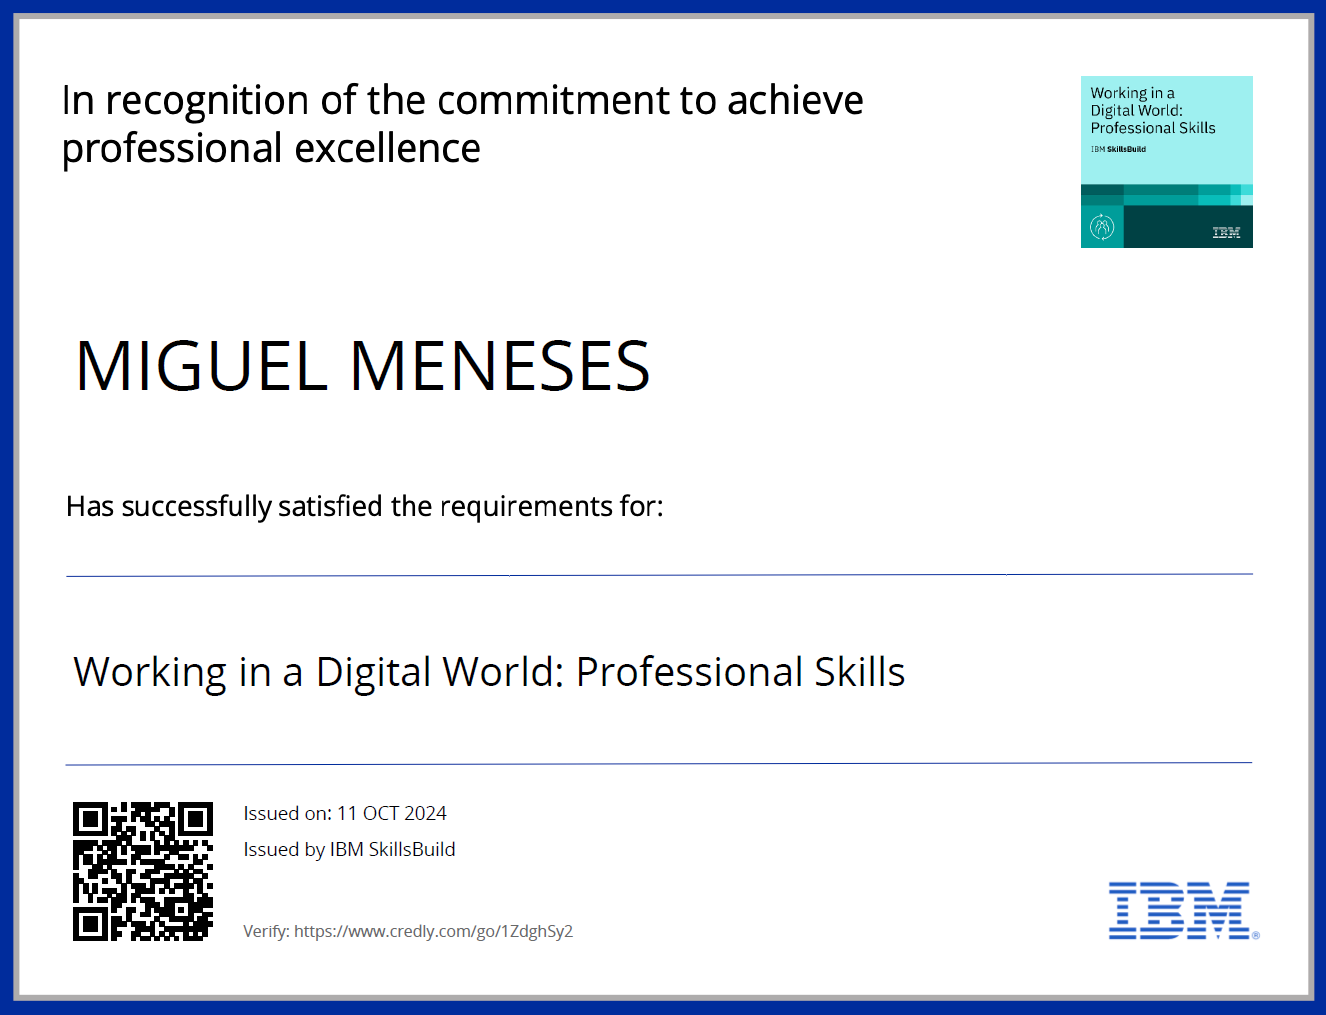 In recognition of the commitment to achieve
professional excellence
Working in a
Digital World:
Professional Skills
IBM SkillsBuild
IBM
MIGUEL MENESES
Has successfully satisfied the requirements for:
Working in a Digital World: Professional Skills
Issued on: 11 OCT 2024
Issued by IBM SkillsBuild
Verify: https://www.credly.com/go/1ZdghSy2
IBM®